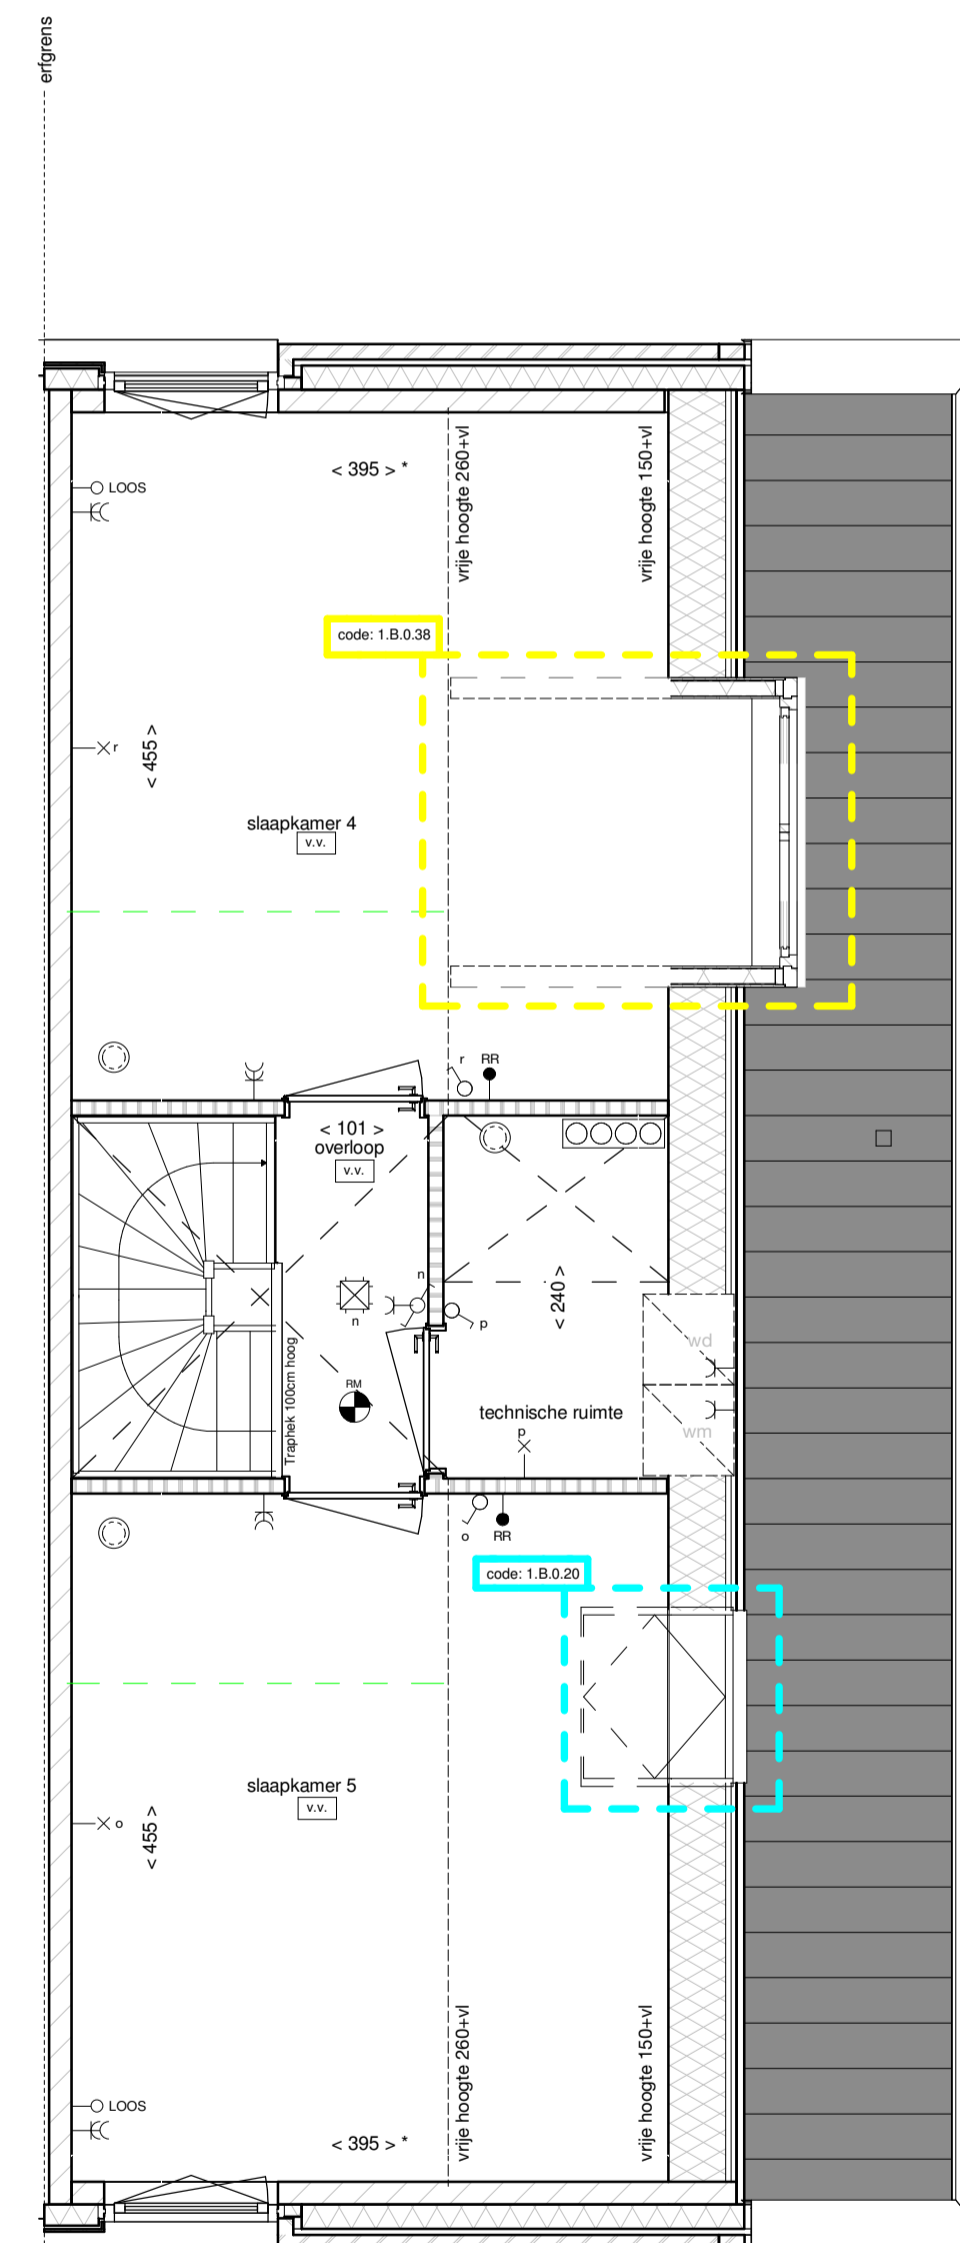 erfgrens
< 395 > *
vrije hoogte 260+vl
vrije hoogte 150+vl
LOOS
code: 1.B.0.38
r
< 455 >
slaapkamer 4
v.v.
r
RR
< 101 >
overloop
v.v.
n
n
p
< 240 >
wd
Traphek 100cm hoog
RM
technische ruimte
p
wm
o
RR
code: 1.B.0.20
slaapkamer 5
v.v.
o
< 455 >
vrije hoogte 260+vl
vrije hoogte 150+vl
LOOS
< 395 > *